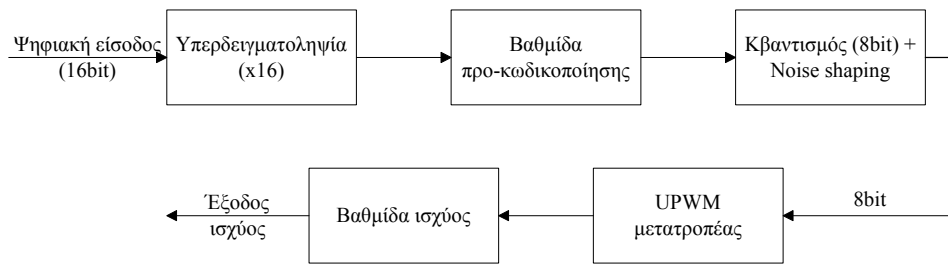 Ψηφιακή είσοδος
(16bit)
Υπερδειγματοληψία
(x16)
Βαθμίδα
προ-κωδικοποίησης
Κβαντισμός (8bit) +
Noise shaping
8bit
UPWM
μετατροπέας
Βαθμίδα ισχύος
Έξοδος
ισχύος